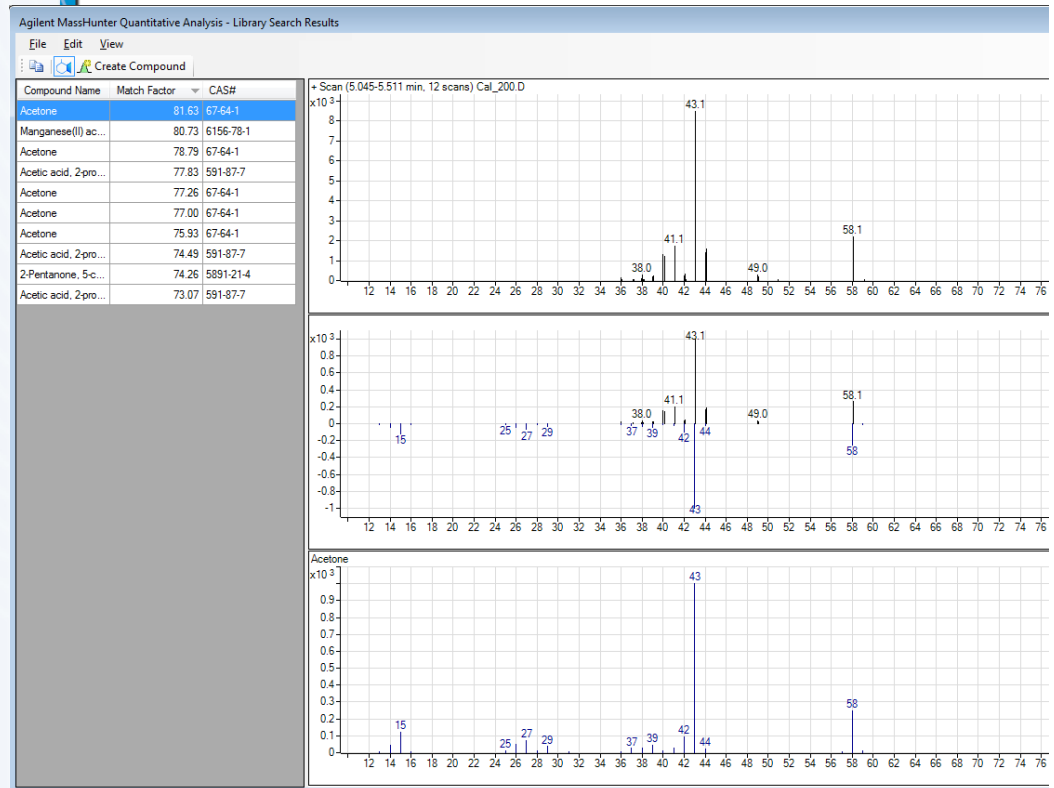 Agilent MassHunter Quantitative Analysis - Library Search Results
File Edit View
Create Compound
Compound Name Match Factor CAS#
Acetone 81.63 67-64-1
Manganese(II) ac... 80.73 6156-78-1
Acetone 78.79 67-64-1
Acetic acid, 2-pro... 77.83 591-87-7
Acetone 77.26 67-64-1
Acetone 77.00 67-64-1
Acetone 75.93 67-64-1
Acetic acid, 2-pro... 74.49 591-87-7
2-Pentanone, 5-c... 74.26 5891-21-4
Acetic acid, 2-pro... 73.07 591-87-7
+ Scan (5.045-5.511 min, 12 scans) Cal_200.D
x10 3
43.1
8
7
6
5
4
3
58.1
2
41.1
1
38.0 49.0
0
12 14 16 18 20 22 24 26 28 30 32 34 36 38 40 42 44 46 48 50 52 54 56 58 60 62 64 66 68 70 72 74 76
x10 3
43.1
0.8
0.6
0.4
58.1
41.1
0.2
38.0 49.0
0
15 25 27 29 37 39 42 44
-0.2
58
-0.4
-0.6
-0.8
-1
43
12 14 16 18 20 22 24 26 28 30 32 34 36 38 40 42 44 46 48 50 52 54 56 58 60 62 64 66 68 70 72 74 76
Acetone
x10 3
43
0.9
0.8
0.7
0.6
0.5
0.4
0.3
58
0.2
15
0.1
25 27 29 37 39 42 44
0
12 14 16 18 20 22 24 26 28 30 32 34 36 38 40 42 44 46 48 50 52 54 56 58 60 62 64 66 68 70 72 74 76